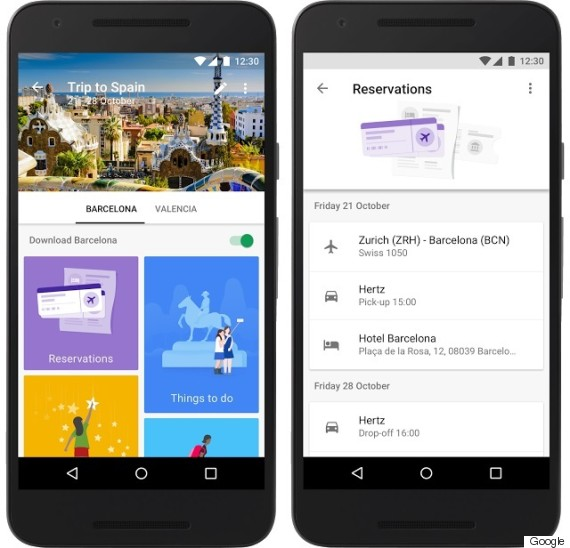 12:30
Trip to Spain
21 - 28 October
BARCELONA VALENCIA
Download Barcelona
Reservations
Things to do
12:30
Reservations
Friday 21 October
Zurich (ZRH) - Barcelona (BCN)
Swiss 1050
Hertz
Pick-up 15:00
Hotel Barcelona
Plaça de la Rosa, 12, 08039 Barcelo...
Friday 28 October
Hertz
Drop-off 16:00
Google